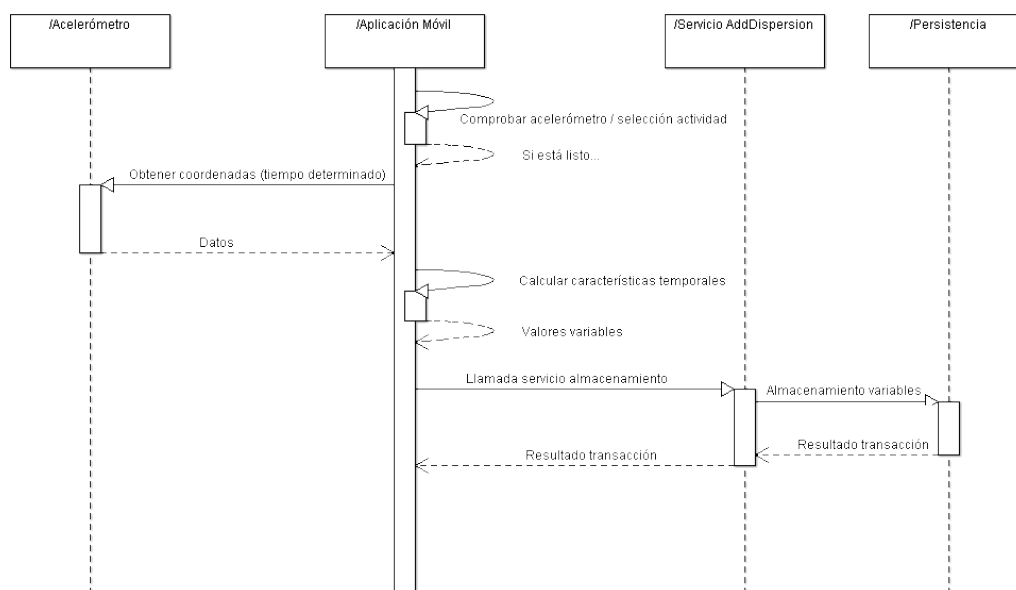 /Acelerómetro
/Aplicación Móvil
/Servicio AddDispersion
/Persistencia
Comprobar acelerómetro / selección actividad
Si está listo...
Obtener coordenadas (tiempo determinado)
Datos
Calcular características temporales
Valores variables
Llamada servicio almacenamiento
Almacenamiento variables
Resultado transacción
Resultado transacción